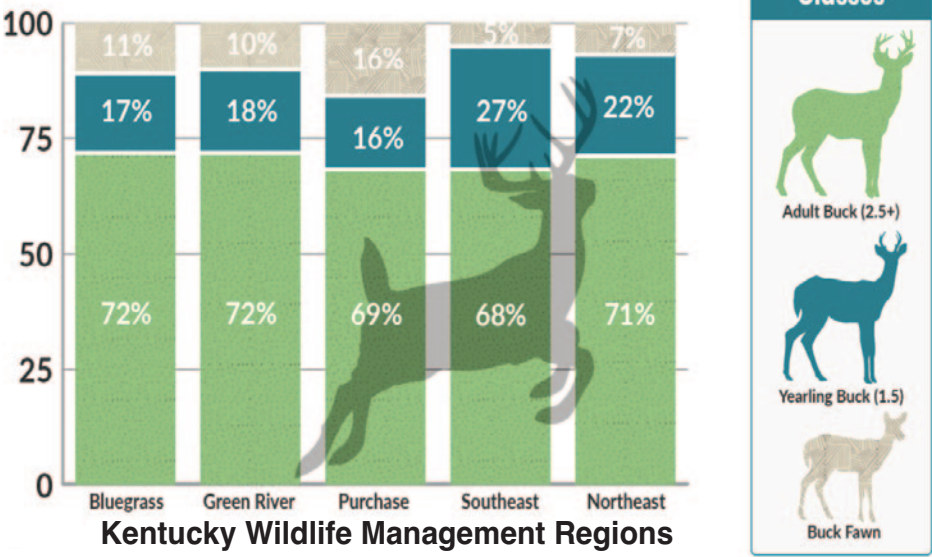 100
75
50
25
0
11%
10%
16%
5%
7%
17%
18%
16%
27%
22%
72%
72%
69%
68%
71%
Bluegrass
Green River
Purchase
Southeast
Northeast
Kentucky Wildlife Management Regions
Adult Buck (2.5+)
Yearling Buck (1.5)
Buck Fawn